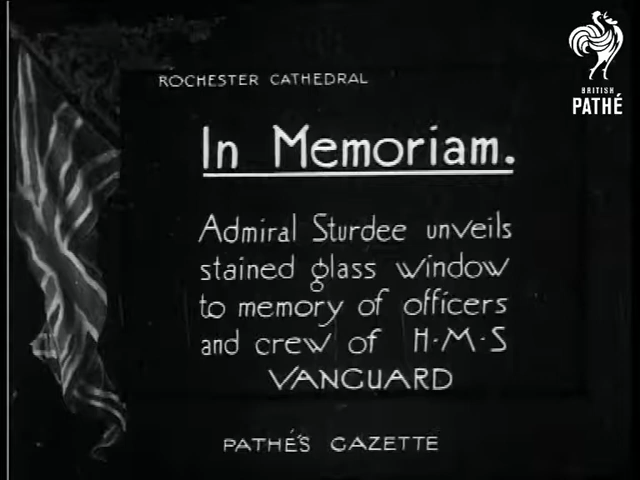 ROCHESTER CATHEDRAL
BRITISH
PATHÉ
In Memoriam.
Admiral Sturdee unveils
stained glass window
to memory of officers
and crew of H·M·S
VANGUARD
PATHÉ'S GAZETTE